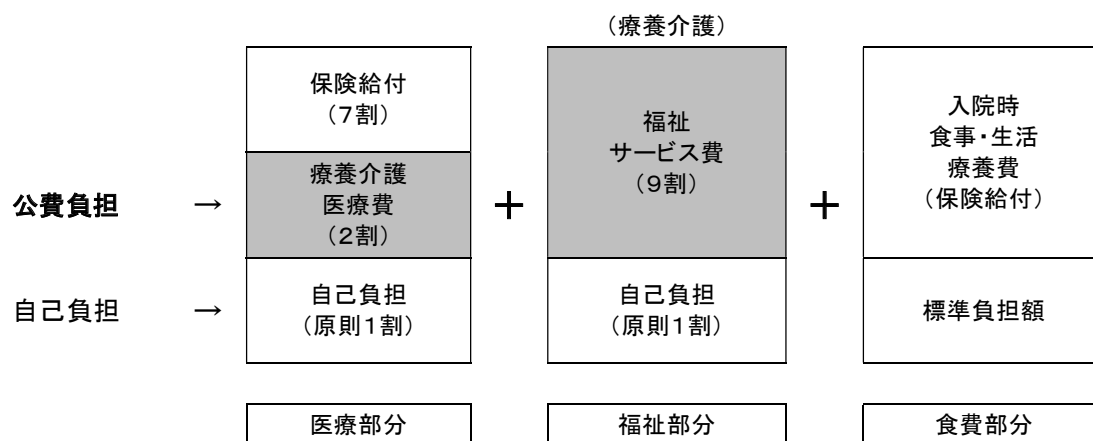 （療養介護）
保険給付
（７割）
療養介護
医療費
（２割）
自己負担
（原則１割）
福祉
サービス費
（９割）
自己負担
（原則１割）
入院時
食事・生活
療養費
（保険給付）
標準負担額
公費負担 →
自己負担 →
＋
＋
医療部分
福祉部分
食費部分